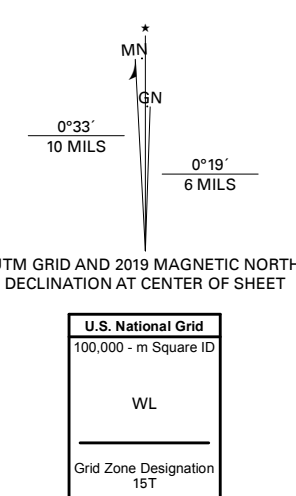 ★
MN
GN
0°33´
10 MILS
0°19´
6 MILS
UTM GRID AND 2019 MAGNETIC NORTH
DECLINATION AT CENTER OF SHEET
U.S. National Grid
100,000 - m Square ID
WL
Grid Zone Designation
15T